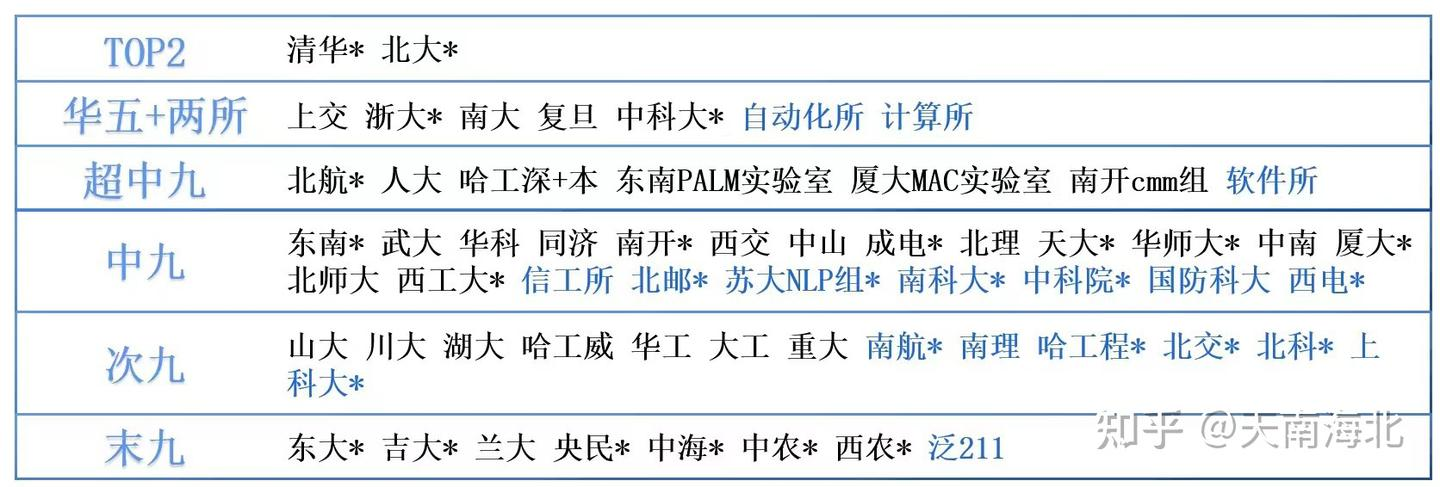 TOP2 清华* 北大*
华五+两所 上交 浙大* 南大 复旦 中科大* 自动化所 计算所
超中九 北航* 人大 哈工深+本 东南PALM实验室 厦大MAC实验室 南开cmm组 软件所
中九 东南* 武大 华科 同济 南开* 西交 中山 成电* 北理 天大* 华师大* 中南 厦大*
北师大 西工大* 信工所 北邮* 苏大NLP组* 南科大* 中科院* 国防科大 西电*
次九 山大 川大 湖大 哈工威 华工 大工 重大 南航* 南理 哈工程* 北交* 北科* 上
科大*
末九 东大* 吉大* 兰大 央民* 中海* 中农* 西农* 泛211
知乎 @天南海北